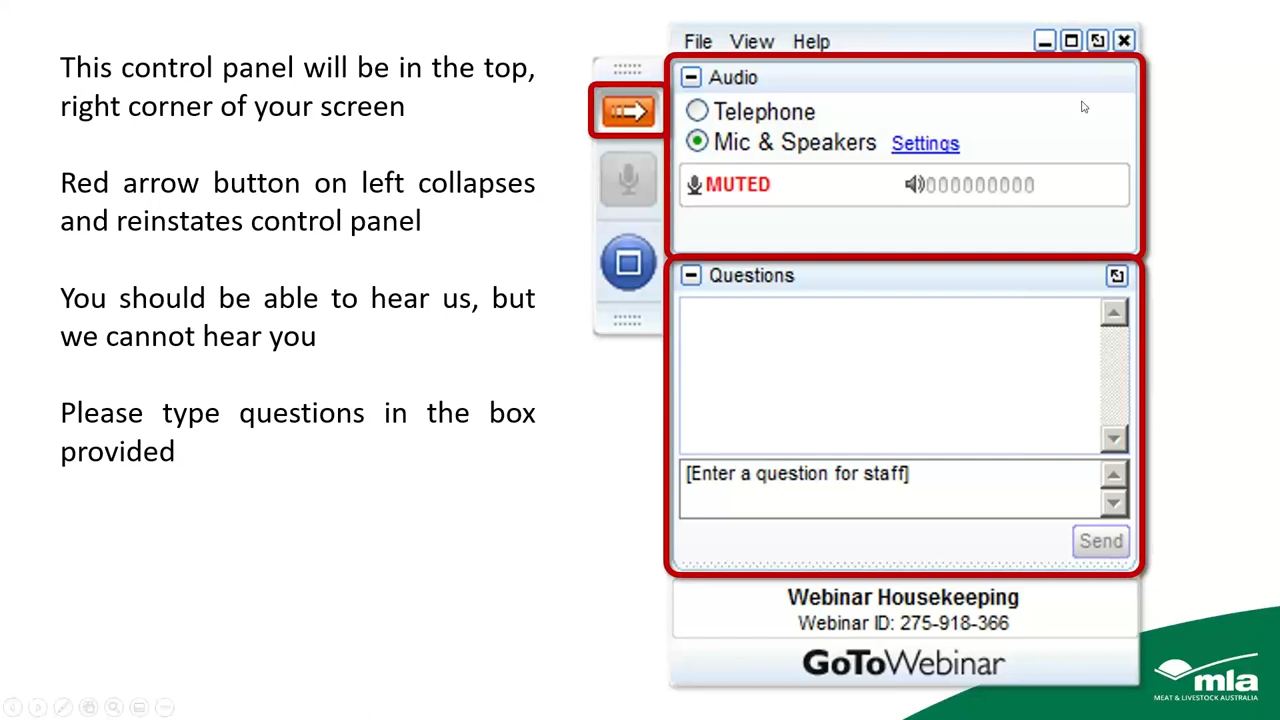 This control panel will be in the top,
right corner of your screen
Red arrow button on left collapses
and reinstates control panel
You should be able to hear us, but
we cannot hear you
Please type questions in the box
provided
File View Help
Audio
Telephone
Mic & Speakers Settings
MUTED 000000000
Questions
[Enter a question for staff]
Send
Webinar Housekeeping
Webinar ID: 275-918-366
GoToWebinar
mla
MEAT & LIVESTOCK AUSTRALIA